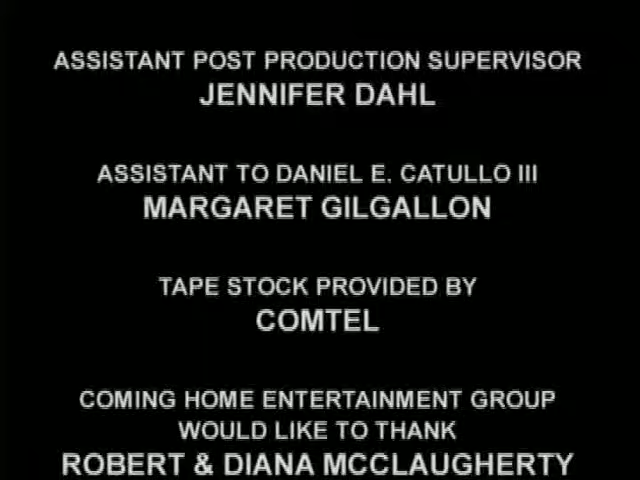 ASSISTANT POST PRODUCTION SUPERVISOR
JENNIFER DAHL
ASSISTANT TO DANIEL E. CATULLO III
MARGARET GILGALLON
TAPE STOCK PROVIDED BY
COMTEL
COMING HOME ENTERTAINMENT GROUP
WOULD LIKE TO THANK
ROBERT & DIANA MCCLAUGHERTY